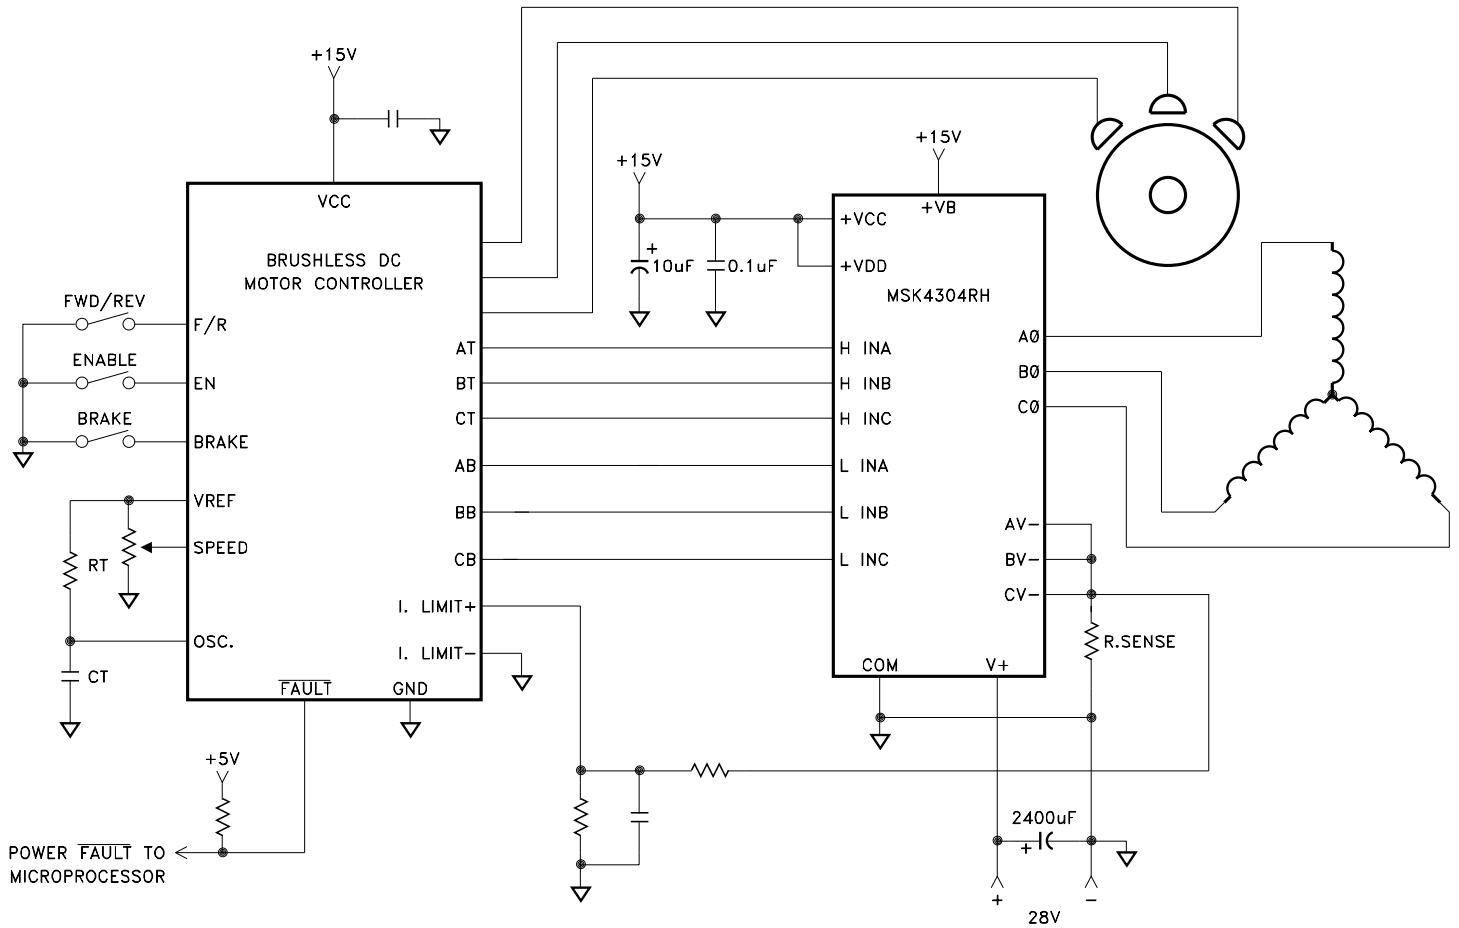 +15V
VCC
BRUSHLESS DC
MOTOR CONTROLLER
FWD/REV
F/R
ENABLE
EN
BRAKE
BRAKE
VREF
RT
SPEED
OSC.
CT
FAULT
GND
AT
BT
CT
AB
BB
CB
I. LIMIT+
I. LIMIT-
+5V
POWER FAULT TO
MICROPROCESSOR
+15V
+
10uF
0.1uF
+15V
+VB
+VCC
+VDD
MSK4304RH
H INA
H INB
H INC
L INA
L INB
L INC
AØ
BØ
CØ
AV-
BV-
CV-
R.SENSE
COM
V+
2400uF
+
+
-
28V